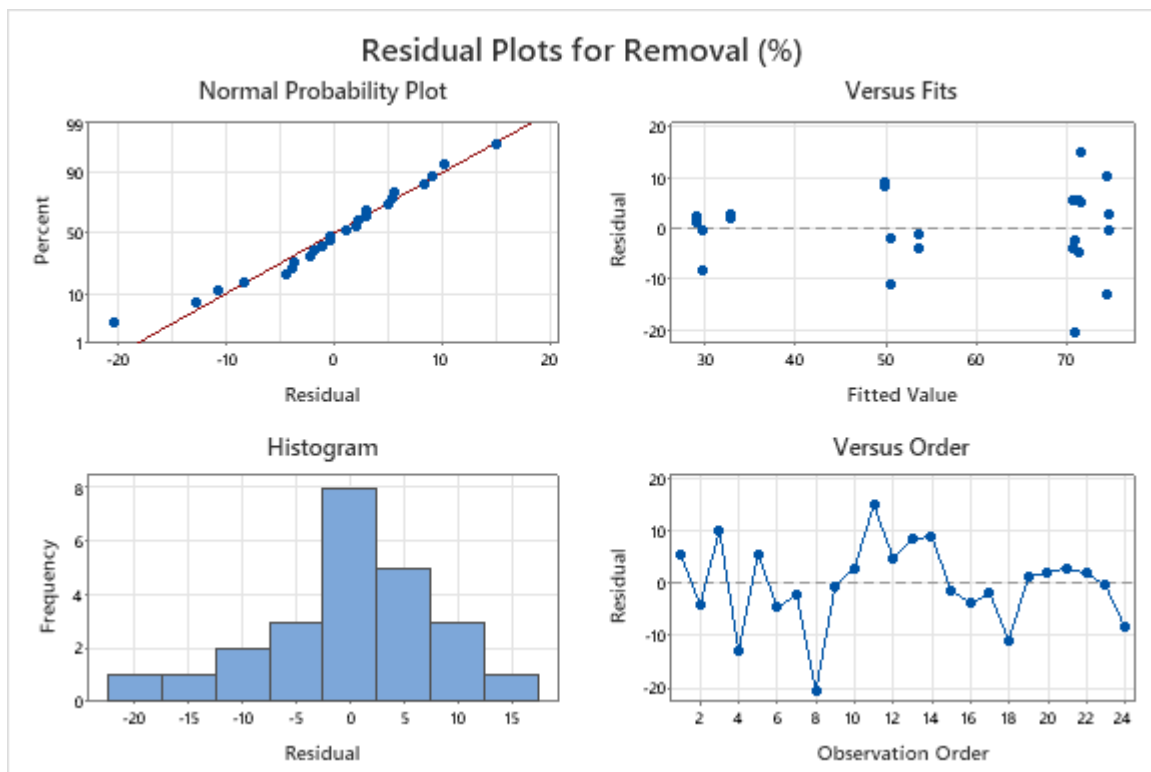 Residual Plots for Removal (%)
Normal Probability Plot
99
90
50
10
1
Percent
-20 -10 0 10 20
Residual
Versus Fits
20
10
0
-10
-20
Residual
30 40 50 60 70
Fitted Value
Histogram
8
6
4
2
0
Frequency
-20 -15 -10 -5 0 5 10 15
Residual
Versus Order
20
10
0
-10
-20
Residual
2 4 6 8 10 12 14 16 18 20 22 24
Observation Order